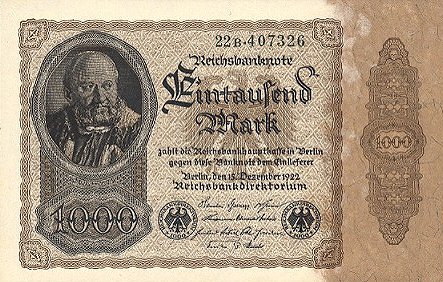 22B·407326
Reichsbanknote
Eintausend
Mark
zahlt die Reichsbankhauptkasse in Berlin
gegen diese Banknote dem Einlieferer
Berlin, den 15. Dezember 1922
Reichsbankdirektorium
1000
1000